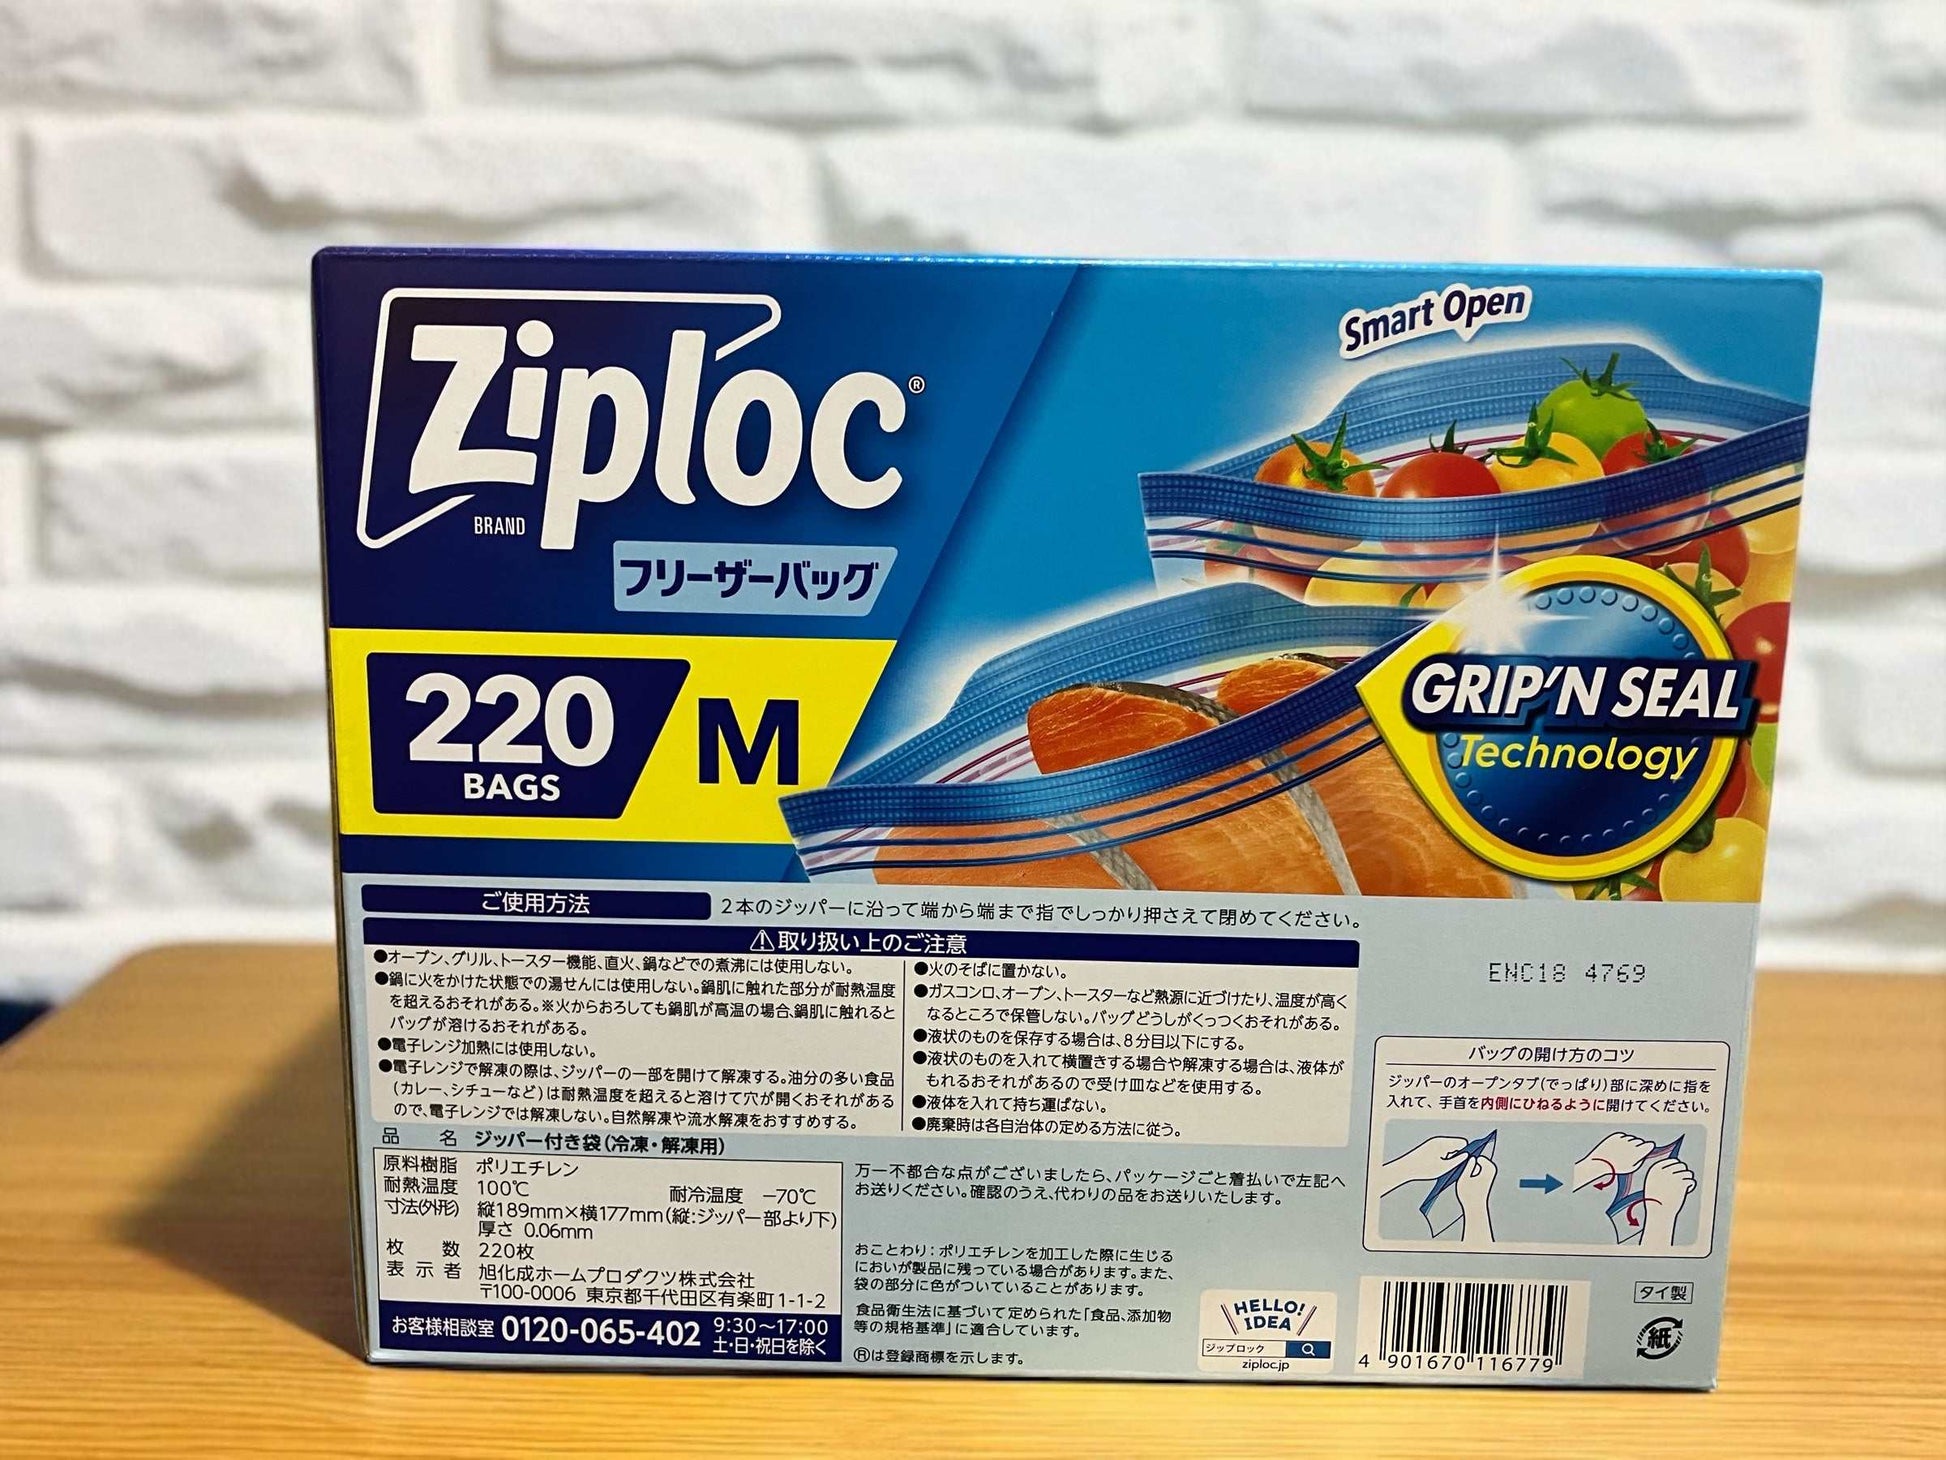 Smart Open
Ziploc®
BRAND
フリーザーバッグ
220
BAGS
M
GRIP'N SEAL
Technology
ご使用方法
2本のジッパーに沿って端から端まで指でしっかり押さえて閉めてください。
⚠取り扱い上のご注意
●オーブン、グリル、トースター機能、直火、鍋などでの煮沸には使用しない。
●鍋に火をかけた状態での湯せんには使用しない。鍋肌に触れた部分が耐熱温度
を超えるおそれがある。※火からおろしても鍋肌が高温の場合、鍋肌に触れると
バッグが溶けるおそれがある。
●電子レンジ加熱には使用しない。
●電子レンジで解凍の際は、ジッパーの一部を開けて解凍する。油分の多い食品
(カレー、シチューなど)は耐熱温度を超えると溶けて穴が開くおそれがある
ので、電子レンジでは解凍しない。自然解凍や流水解凍をおすすめする。
●火のそばに置かない。
●ガスコンロ、オーブン、トースターなど熱源に近づけたり、温度が高く
なるところで保管しない。バッグどうしがくっつくおそれがある。
●液状のものを保存する場合は、8分目以下にする。
●液状のものを入れて横置きする場合や解凍する場合は、液体が
もれるおそれがあるので受け皿などを使用する。
●液体を入れて持ち運ばない。
●廃棄時は各自治体の定める方法に従う。
ENC18 4769
バッグの開け方のコツ
ジッパーのオープンタブ(でっぱり)部に深めに指を
入れて、手首を内側にひねるように開けてください。
品 名 ジッパー付き袋(冷凍・解凍用)
原料樹脂 ポリエチレン
耐熱温度 100℃ 耐冷温度 -70℃
寸法(外形) 縦189mm×横177mm(縦:ジッパー部より下)
厚さ 0.06mm
枚 数 220枚
表 示 者 旭化成ホームプロダクツ株式会社
〒100-0006 東京都千代田区有楽町1-1-2
お客様相談室 0120-065-402 9:30〜17:00
土・日・祝日を除く
万一不都合な点がございましたら、パッケージごと着払いで左記へ
お送りください。確認のうえ、代わりの品をお送りいたします。
おことわり:ポリエチレンを加工した際に生じる
においが製品に残っている場合があります。また、
袋の部分に色がついていることがあります。
食品衛生法に基づいて定められた「食品、添加物
等の規格基準」に適合しています。
®は登録商標を示します。
HELLO!
IDEA
ジップロック
ziploc.jp
4 901670 116779
タイ製
紙